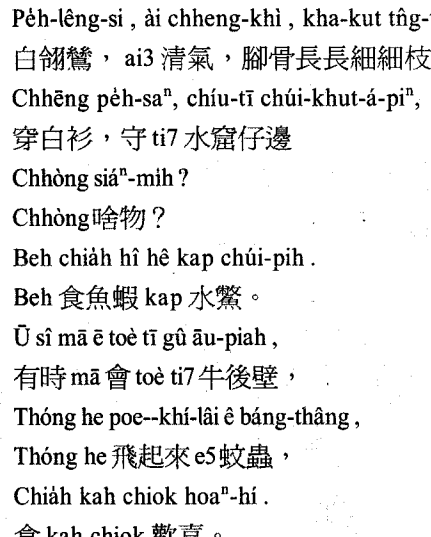 Pe̍h-lêng-si , ài chheng-khì , kha-kut tn̂g-
白翎鷥，ai3 清氣，腳骨長長細細枝
Chhēng pe̍h-saⁿ, chíu-tī chúi-khut-á-piⁿ,
穿白衫，守 ti7 水窟仔邊
Chhòng siáⁿ-mi̍h ?
Chhòng啥物？
Beh chia̍h hî hê kap chúi-pih .
Beh 食魚蝦 kap 水鱉。
Ū sî mā ē toè tī gû āu-piah ,
有時 mā 會 toè ti7 牛後壁，
Thóng he poe--khí-lâi ê báng-thâng ,
Thóng he 飛起來 e5 蚊蟲，
Chia̍h kah chiok hoaⁿ-hí .
食 kah chiok 歡喜。